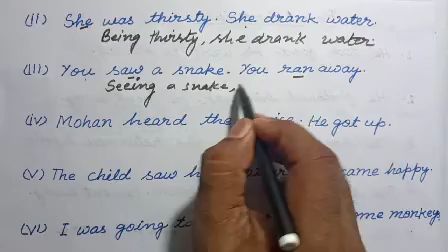 (ii) She was thirsty. She drank water.
Being thirsty, she drank water
(iii) You saw a snake. You ran away.
Seeing a snake,
(iv) Mohan heard the He got up.
(v) The child saw came happy.
(vi) I was going monkey